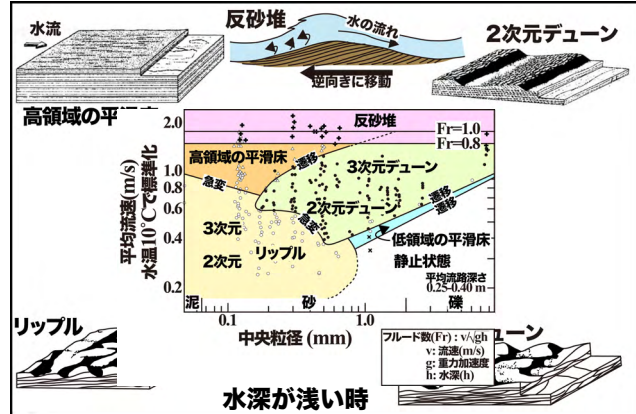 水流
反砂堆
水の流れ
2次元デューン
逆向きに移動
高領域の平滑
反砂堆
Fr=1.0
Fr=0.8
高領域の平滑床
遷移
3次元デューン
急変
2次元デューン
遷移
遷移
急変
3次元
リップル
2次元
低領域の平滑床
静止状態
平均流路深さ
0.25-0.40 m
泥
砂
礫
2.0
1.0
0.8
0.6
0.4
0.2
平均流速(m/s)
水温10°Cで標準化
0.1
1.0
中央粒径 (mm)
リップル
ューン
フルード数(Fr) : v/√gh
v: 流速(m/s)
g: 重力加速度
h: 水深(h)
水深が浅い時